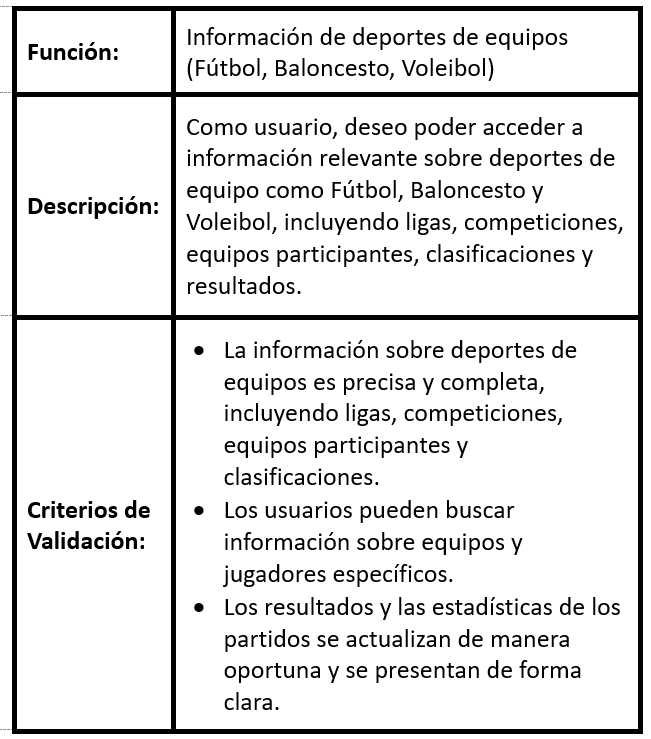 Función:
Información de deportes de equipos
(Fútbol, Baloncesto, Voleibol)
Descripción:
Como usuario, deseo poder acceder a
información relevante sobre deportes de
equipo como Fútbol, Baloncesto y
Voleibol, incluyendo ligas, competiciones,
equipos participantes, clasificaciones y
resultados.
Criterios de
Validación:
• La información sobre deportes de
equipos es precisa y completa,
incluyendo ligas, competiciones,
equipos participantes y
clasificaciones.
• Los usuarios pueden buscar
información sobre equipos y
jugadores específicos.
• Los resultados y las estadísticas de los
partidos se actualizan de manera
oportuna y se presentan de forma
clara.